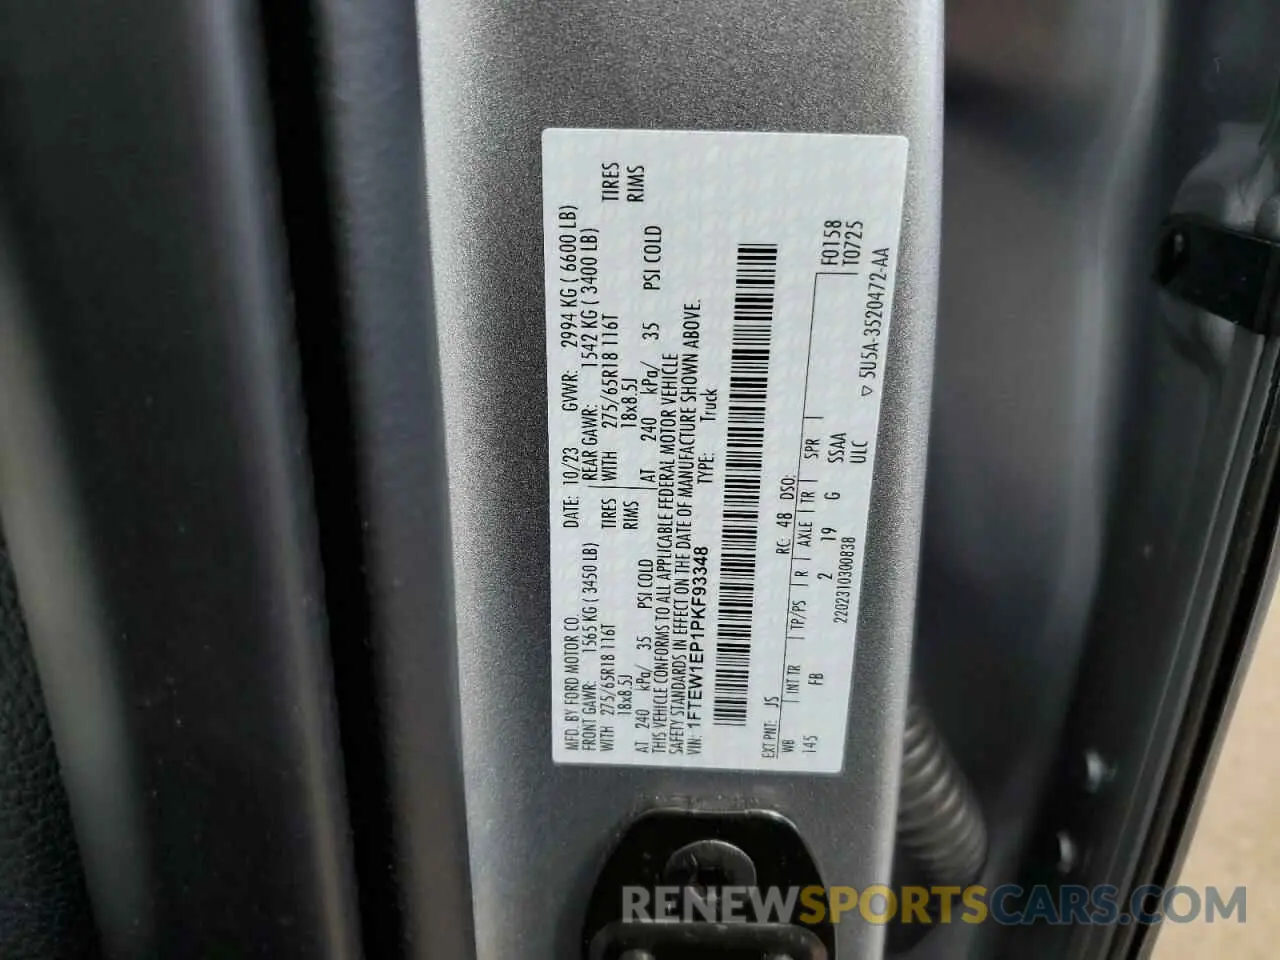 MFD. BY FORD MOTOR CO.
DATE: 10/23 GVWR: 2994 KG ( 6600 LB)
FRONT GAWR: 1565 KG ( 3450 LB) REAR GAWR: 1542 KG ( 3400 LB)
WITH 275/65R18 116T TIRES WITH 275/65R18 116T TIRES
18x8.5J RIMS 18x8.5J RIMS
AT 240 kPa/ 35 PSI COLD AT 240 kPa/ 35 PSI COLD
THIS VEHICLE CONFORMS TO ALL APPLICABLE FEDERAL MOTOR VEHICLE
SAFETY STANDARDS IN EFFECT ON THE DATE OF MANUFACTURE SHOWN ABOVE.
VIN: 1FTEW1EP1PKF93348 TYPE: Truck
EXT PNT: JS RC: 48 DSO: F0158
WB INT TR TP/PS R AXLE TR SPR T0725
145 FB 2 19 G SSAA
2202310300838 ULC
▽ 5U5A-3520472-AA
RENEWSPORTSCARS.COM